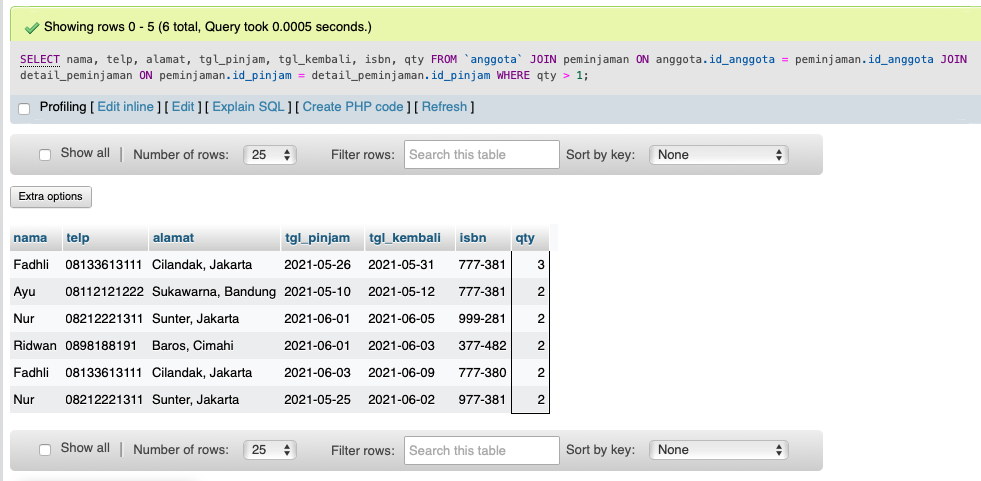 Showing rows 0 - 5 (6 total, Query took 0.0005 seconds.)
SELECT nama, telp, alamat, tgl_pinjam, tgl_kembali, isbn, qty FROM `anggota` JOIN peminjaman ON anggota.id_anggota = peminjaman.id_anggota JOIN
detail_peminjaman ON peminjaman.id_pinjam = detail_peminjaman.id_pinjam WHERE qty > 1;
Profiling [ Edit inline ] [ Edit ] [ Explain SQL ] [ Create PHP code ] [ Refresh ]
Show all | Number of rows: 25 Filter rows: Search this table Sort by key: None
Extra options
nama telp alamat tgl_pinjam tgl_kembali isbn qty
Fadhli 08133613111 Cilandak, Jakarta 2021-05-26 2021-05-31 777-381 3
Ayu 08112121222 Sukawarna, Bandung 2021-05-10 2021-05-12 777-381 2
Nur 08212221311 Sunter, Jakarta 2021-06-01 2021-06-05 999-281 2
Ridwan 0898188191 Baros, Cimahi 2021-06-01 2021-06-03 377-482 2
Fadhli 08133613111 Cilandak, Jakarta 2021-06-03 2021-06-09 777-380 2
Nur 08212221311 Sunter, Jakarta 2021-05-25 2021-06-02 977-381 2
Show all | Number of rows: 25 Filter rows: Search this table Sort by key: None